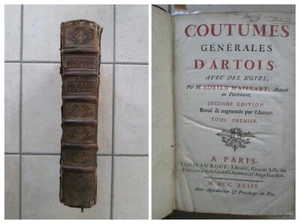 COUTUMES
GÉNÉRALES
D'ARTOIS
AVEC DES NOTES;
Par M. ADRIEN MAILLART, Avocat
au Parlement.
SECONDE EDITION
Revuë & augmentée par l'Auteur.
TOME PREMIER.
A PARIS,
M. DCC. XXXIX.
Avec Approbation & Privilege du Roy.